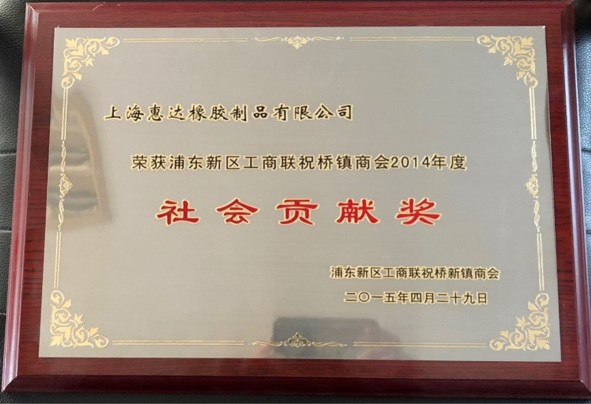 上海惠达橡胶制品有限公司
荣获浦东新区工商联祝桥镇商会2014年度
社会贡献奖
浦东新区工商联祝桥新镇商会
二〇一五年四月二十九日